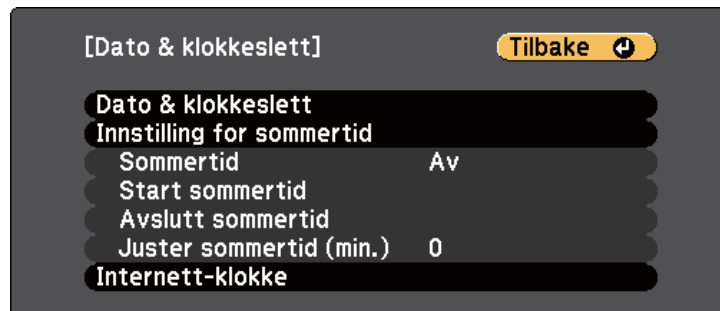 [Dato & klokkeslett] Tilbake
Dato & klokkeslett
Innstilling for sommertid
Sommertid Av
Start sommertid
Avslutt sommertid
Juster sommertid (min.) 0
Internett-klokke